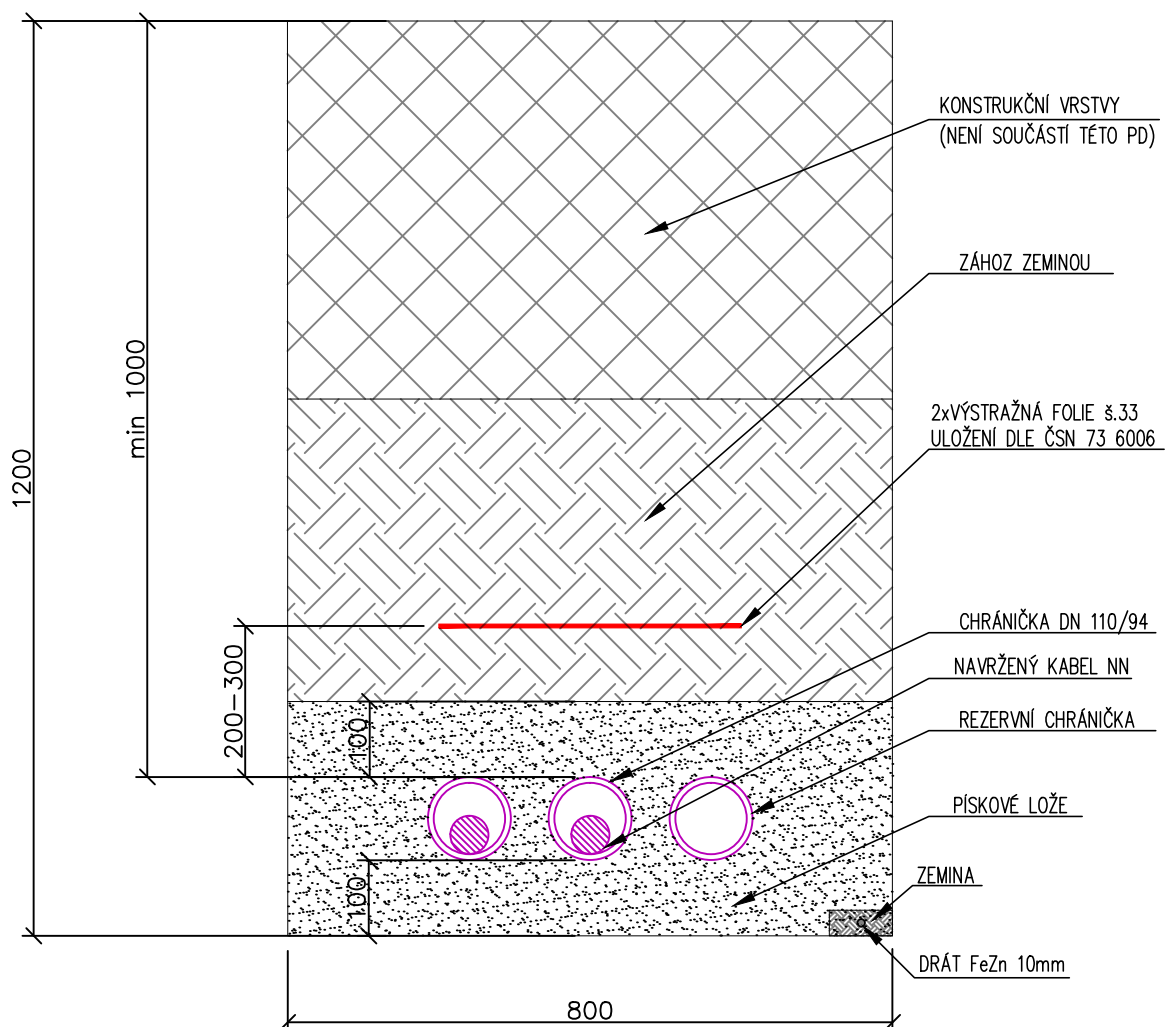 KONSTRUKČNÍ VRSTVY
(NENÍ SOUČÁSTÍ TÉTO PD)
ZÁHOZ ZEMINOU
2xVÝSTRAŽNÁ FOLIE š.33
ULOŽENÍ DLE ČSN 73 6006
CHRÁNIČKA DN 110/94
NAVRŽENÝ KABEL NN
REZERVNÍ CHRÁNIČKA
PÍSKOVÉ LOŽE
ZEMINA
DRÁT FeZn 10mm
1200
min 1000
200-300
100
100
800